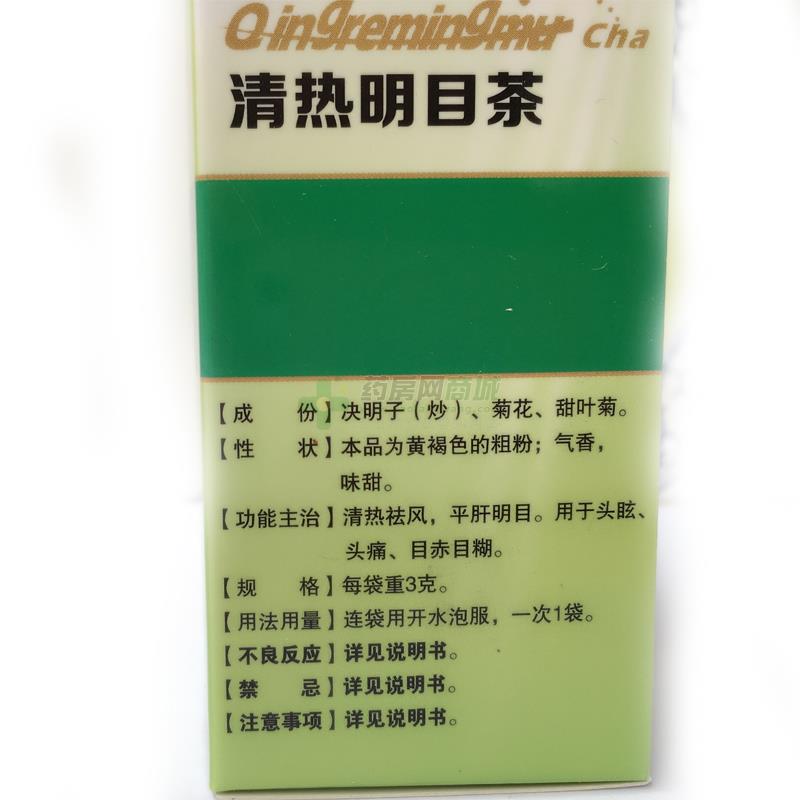 Qingremingmu Cha
清热明目茶
药房网商城
【成　　份】决明子（炒）、菊花、甜叶菊。
【性　　状】本品为黄褐色的粗粉；气香，
味甜。
【功能主治】清热祛风，平肝明目。用于头眩、
头痛、目赤目糊。
【规　　格】每袋重3克。
【用法用量】连袋用开水泡服，一次1袋。
【不良反应】详见说明书。
【禁　　忌】详见说明书。
【注意事项】详见说明书。